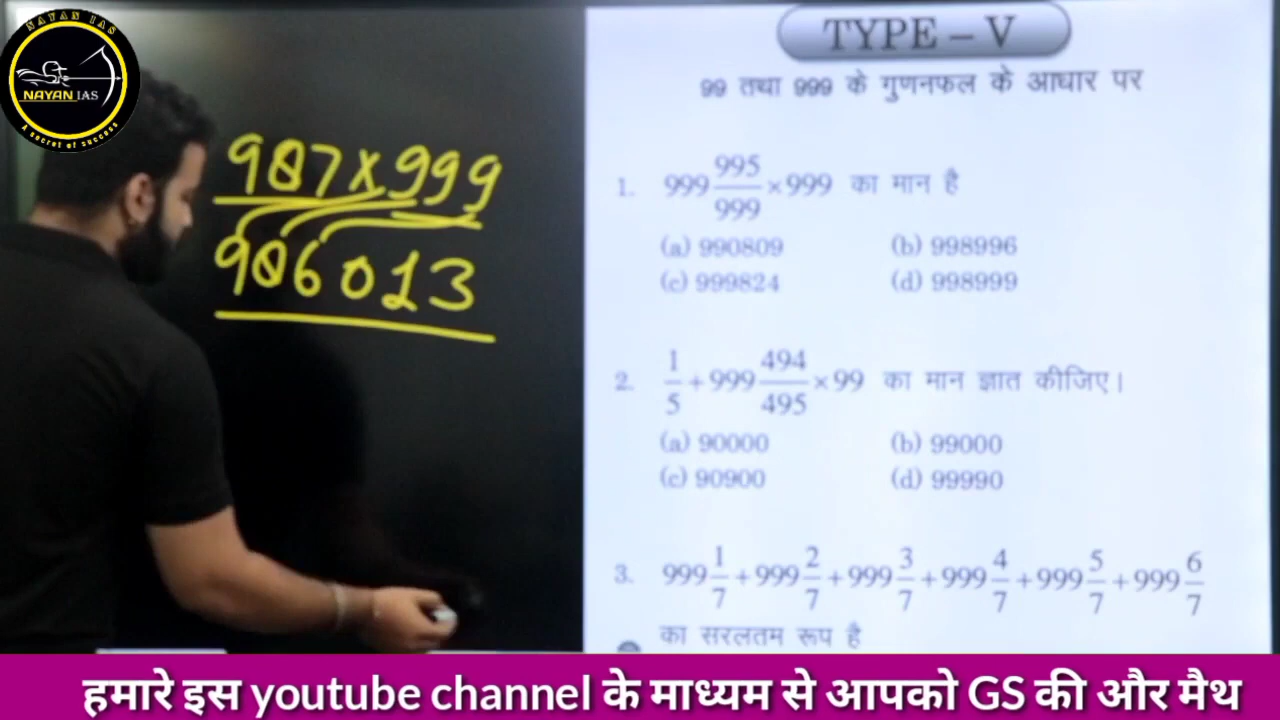 NAYAN IAS
NAYAN IAS
A secret of success
987×999
986013
TYPE – V
99 तथा 999 के गुणनफल के आधार पर
1. 999 995/999 ×999 का मान है
(a) 990809 (b) 998996
(c) 999824 (d) 998999
2. 1/5 + 999 494/495 ×99 का मान ज्ञात कीजिए।
(a) 90000 (b) 99000
(c) 90900 (d) 99990
3. 999 1/7 + 999 2/7 + 999 3/7 + 999 4/7 + 999 5/7 + 999 6/7
का सरलतम रूप है
हमारे इस youtube channel के माध्यम से आपको GS की और मैथ